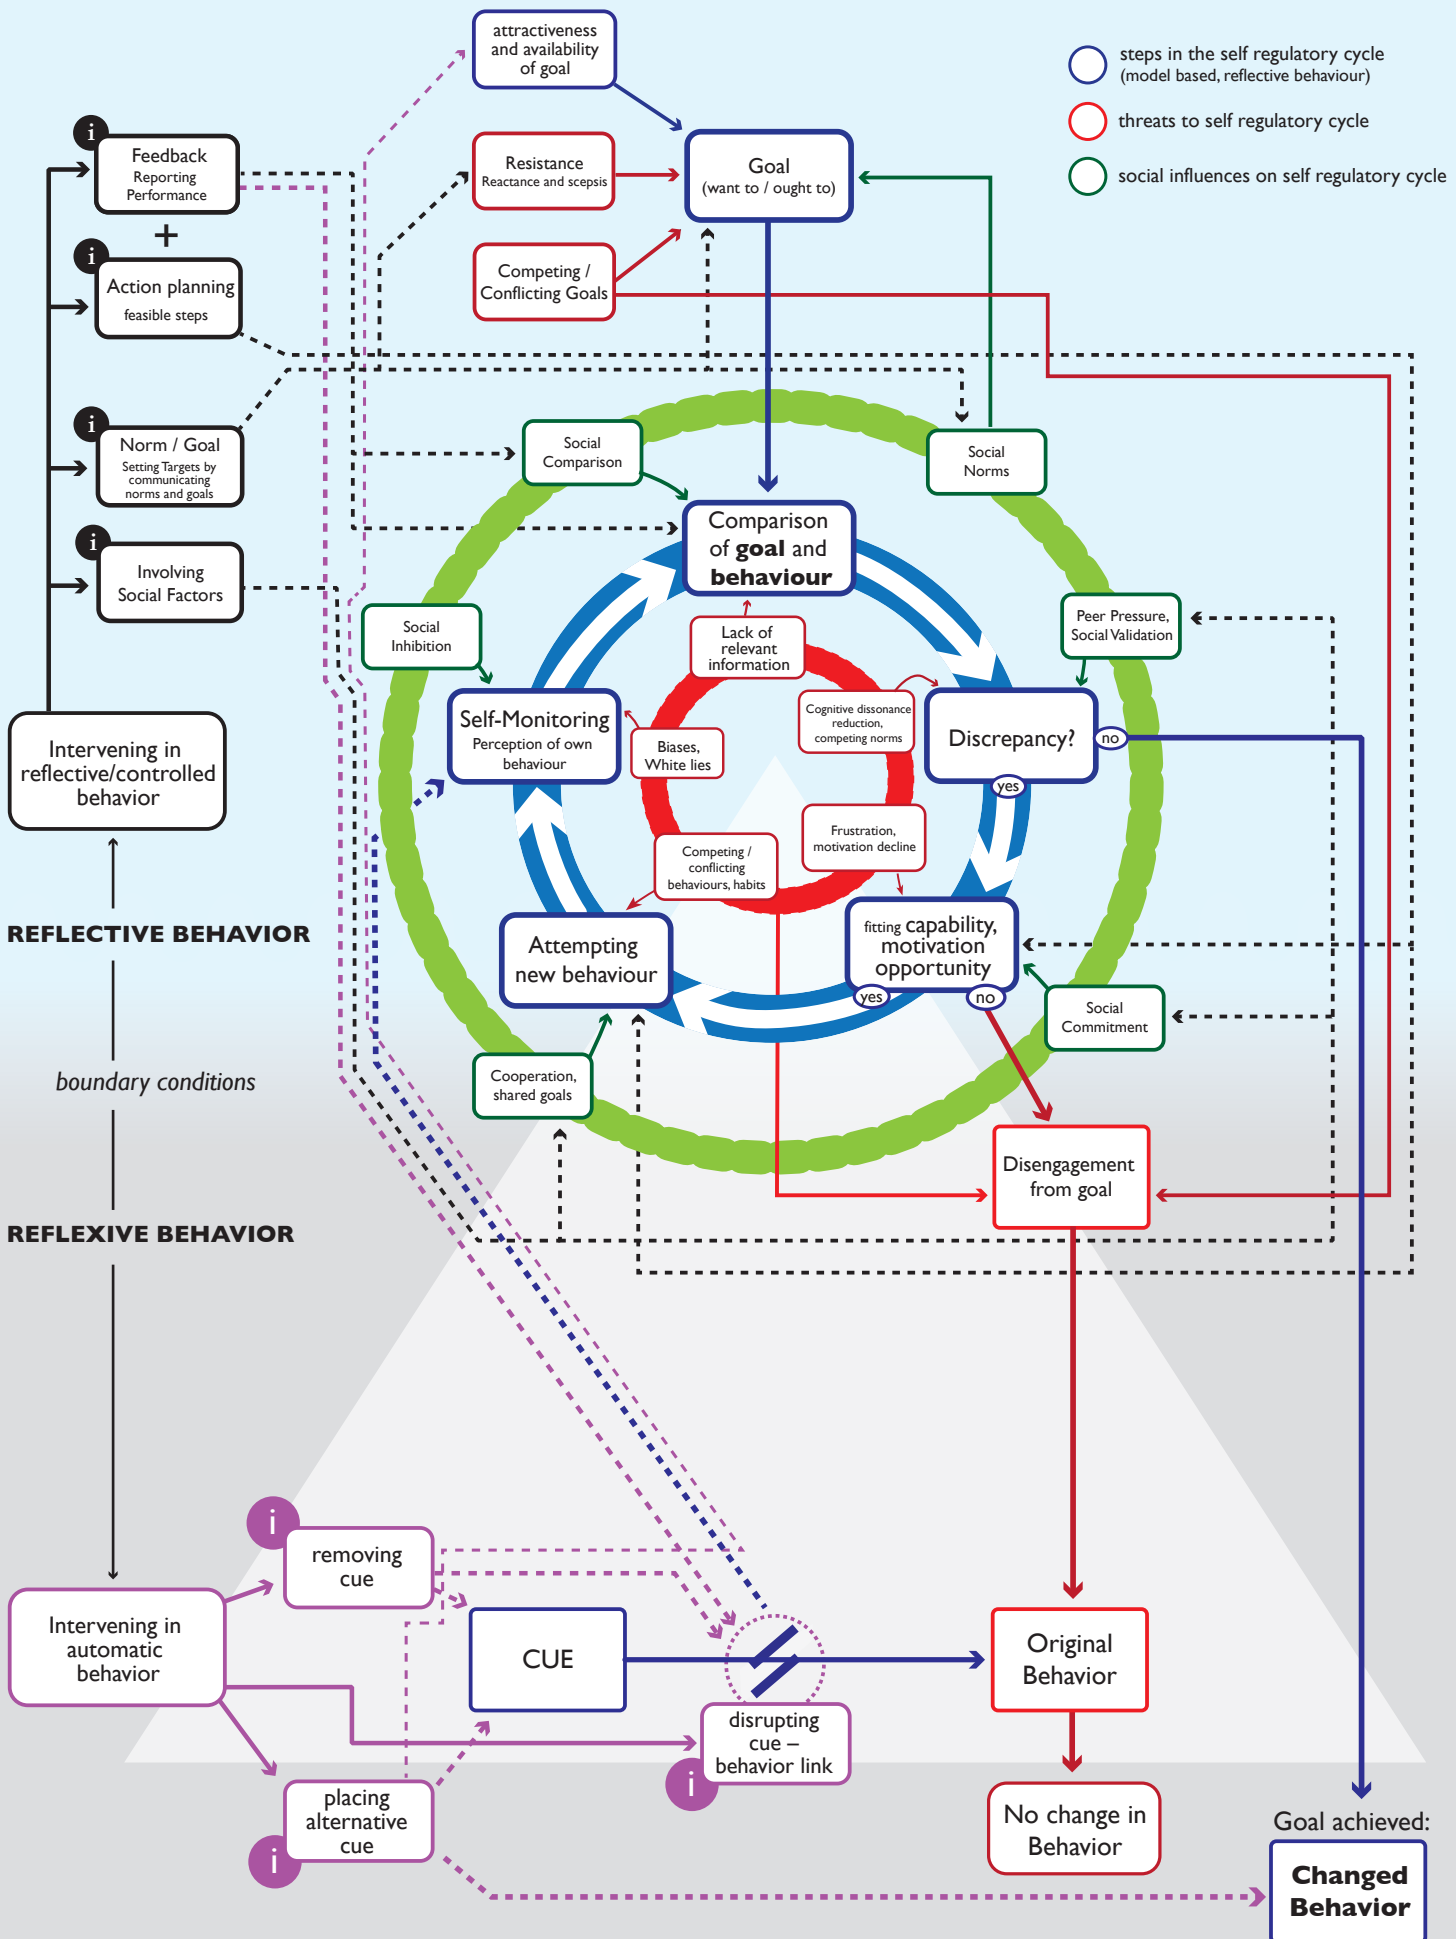 attractiveness
and availability
of goal
steps in the self regulatory cycle
(model based, reflective behaviour)
threats to self regulatory cycle
social influences on self regulatory cycle
i
Feedback
Reporting
Performance
+
i
Action planning
feasible steps
i
Norm / Goal
Setting Targets by
communicating
norms and goals
i
Involving
Social Factors
Resistance
Reactance and scepsis
Goal
(want to / ought to)
Competing /
Conflicting Goals
Social
Comparison
Social
Norms
Comparison
of goal and
behaviour
Social
Inhibition
Lack of
relevant
information
Peer Pressure,
Social Validation
Self-Monitoring
Perception of own
behaviour
Biases,
White lies
Cognitive dissonance
reduction,
competing norms
Discrepancy?
no
yes
Intervening in
reflective/controlled
behavior
Competing /
conflicting
behaviours, habits
Frustration,
motivation decline
REFLECTIVE BEHAVIOR
Attempting
new behaviour
fitting capability,
motivation
opportunity
yes
no
Social
Commitment
boundary conditions
Cooperation,
shared goals
Disengagement
from goal
REFLEXIVE BEHAVIOR
i
removing
cue
Intervening in
automatic
behavior
CUE
Original
Behavior
disrupting
cue –
behavior link
i
placing
alternative
cue
i
No change in
Behavior
Goal achieved:
Changed
Behavior